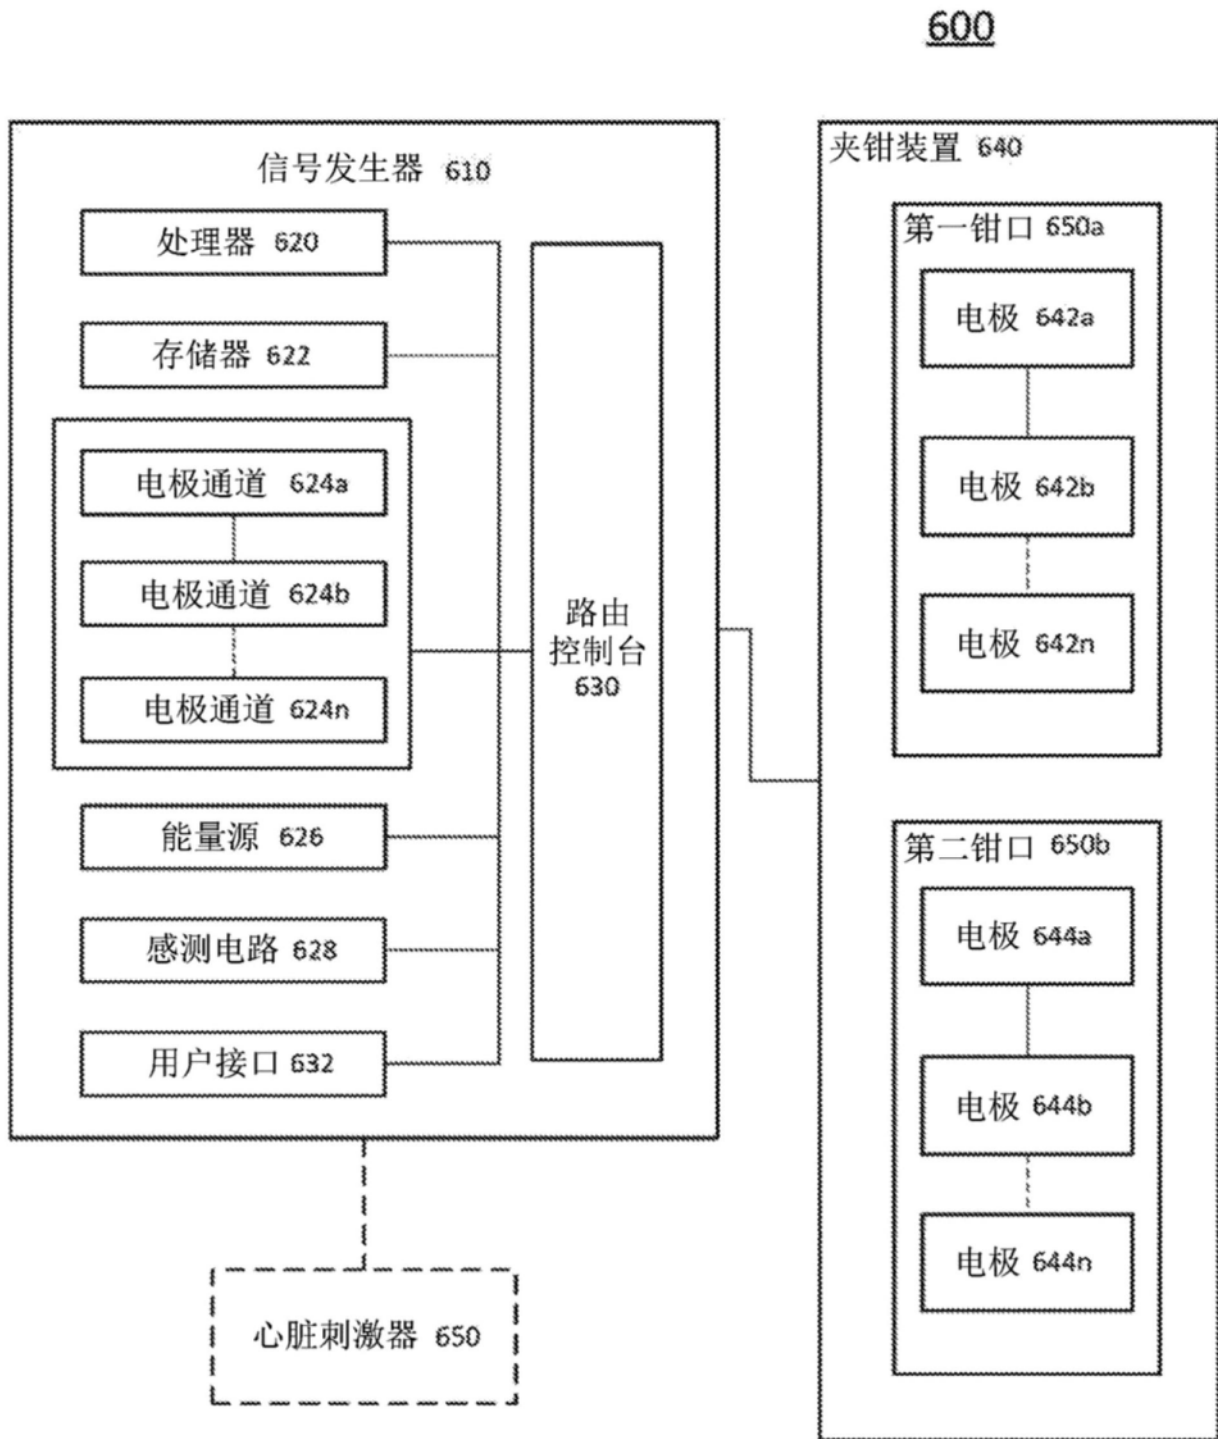 600
信号发生器 610
处理器 620
存储器 622
电极通道 624a
电极通道 624b
电极通道 624n
能量源 626
感测电路 628
用户接口 632
路由
控制台
630
心脏刺激器 650
夹钳装置 640
第一钳口 650a
电极 642a
电极 642b
电极 642n
第二钳口 650b
电极 644a
电极 644b
电极 644n